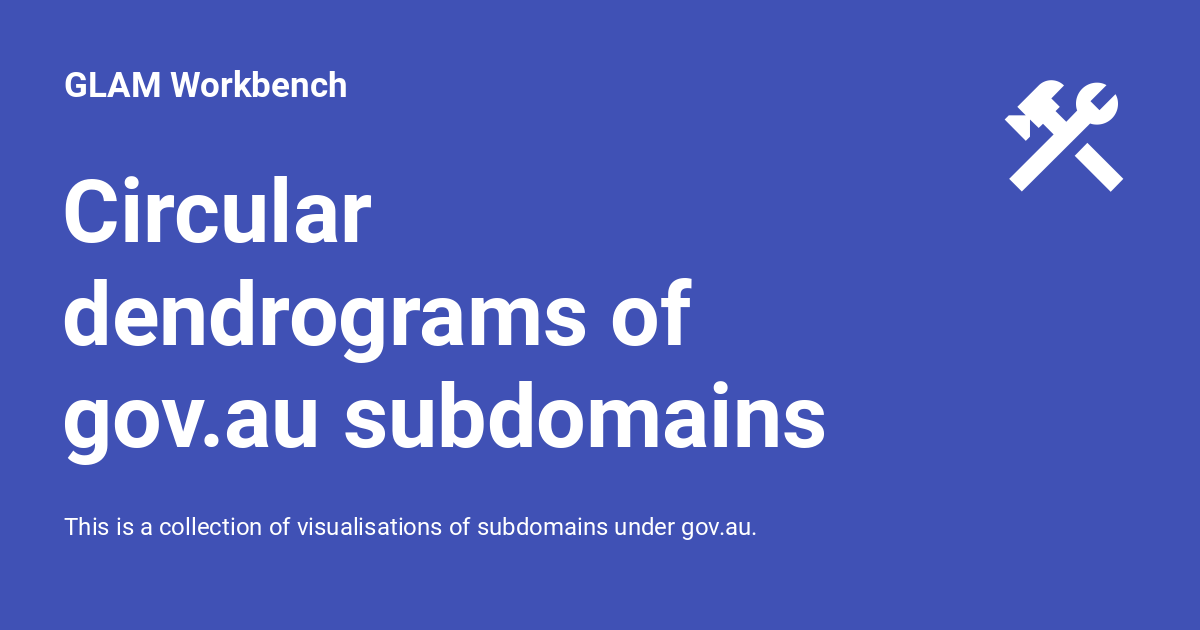 GLAM Workbench
Circular
dendrograms of
gov.au subdomains
This is a collection of visualisations of subdomains under gov.au.